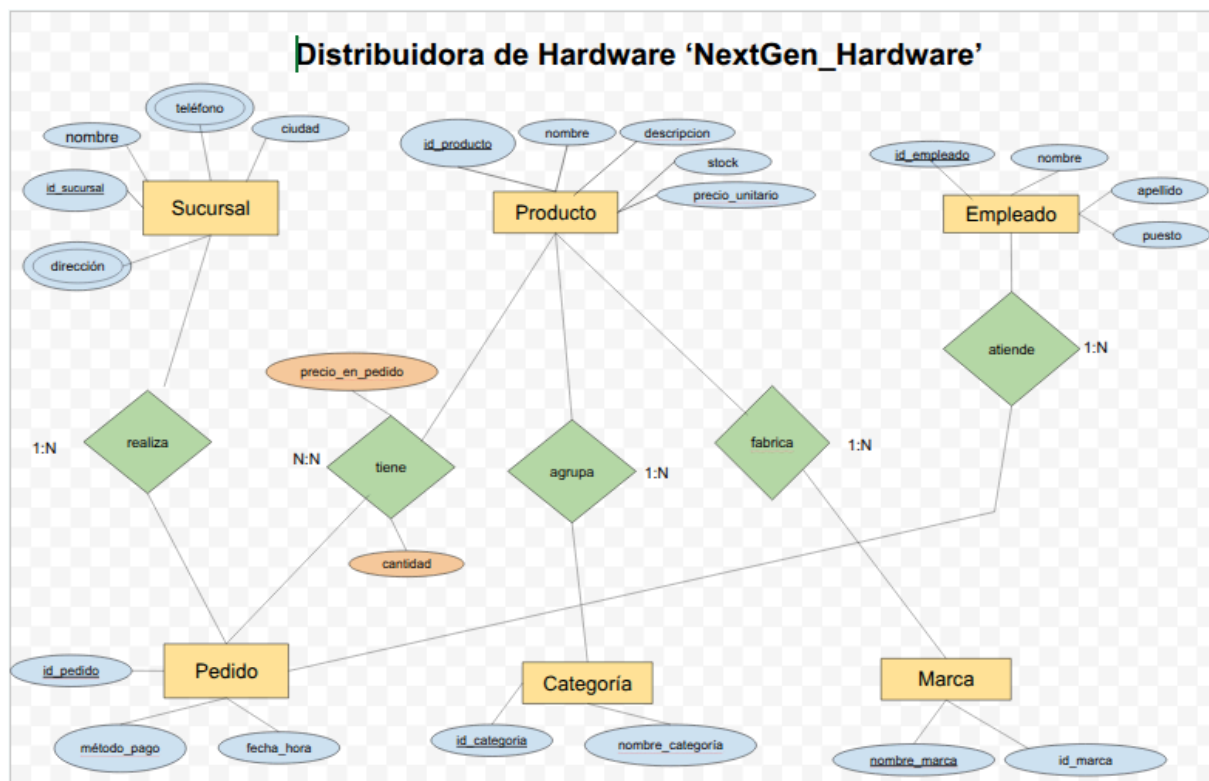 Distribuidora de Hardware ‘NextGen_Hardware’
teléfono
nombre
ciudad
id_sucursal
Sucursal
dirección
id_producto
nombre
descripcion
stock
precio_unitario
Producto
id_empleado
nombre
apellido
puesto
Empleado
precio_en_pedido
atiende
1:N
1:N
realiza
N:N
tiene
agrupa
1:N
fabrica
1:N
cantidad
id_pedido
Pedido
método_pago
fecha_hora
Categoría
id_categoria
nombre_categoría
Marca
nombre_marca
id_marca